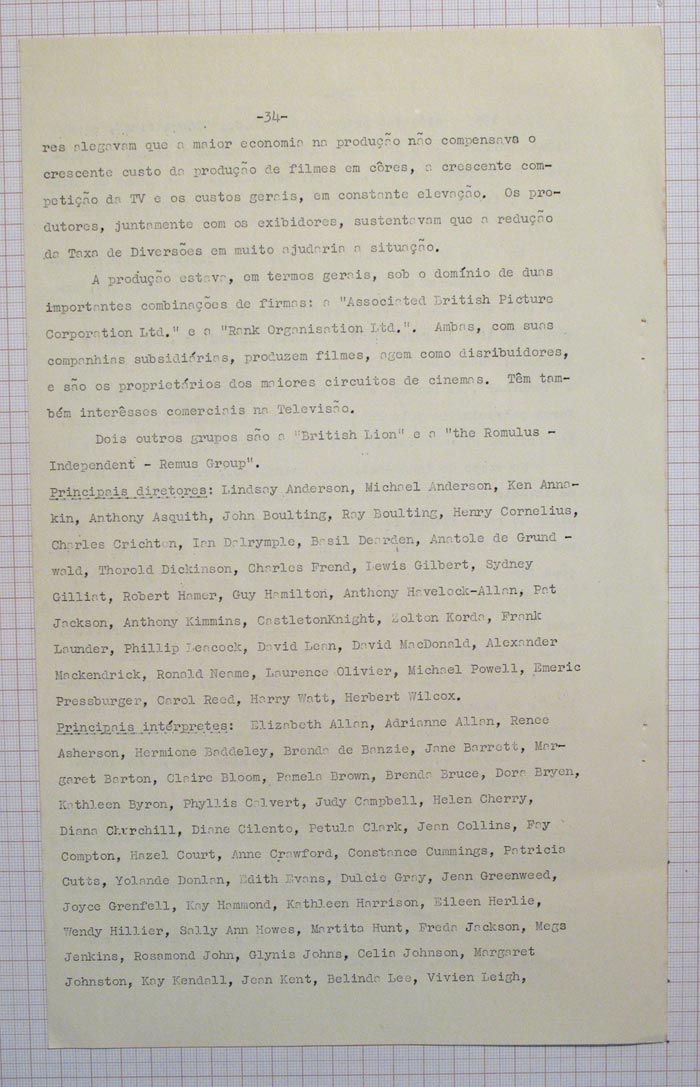 -34-
res alegavam que a maior economia na produção não compensava o
crescente custo da produção de filmes em côres, a crescente com-
petição da TV e os custos gerais, em constante elevação. Os pro-
dutores, juntamente com os exibidores, sustentavam que a redução
da Taxa de Diversões em muito ajudaria a situação.
A produção estava, em termos gerais, sob o domínio de duas
importantes combinações de firmas: a "Associated British Picture
Corporation Ltd." e a "Rank Organisation Ltd.". Ambas, com suas
companhias subsidiárias, produzem filmes, agem como disribuidores,
e são os proprietários dos maiores circuitos de cinemas. Têm tam-
bém interêsses comerciais na Televisão.
Dois outros grupos são a "British Lion" e a "the Romulus -
Independent - Remus Group".
Principais diretores: Lindsay Anderson, Michael Anderson, Ken Anna-
kin, Anthony Asquith, John Boulting, Ray Boulting, Henry Cornelius,
Charles Crichton, Ian Dalrymple, Basil Dearden, Anatole de Grund -
wald, Thorold Dickinson, Charles Frend, Lewis Gilbert, Sydney
Gilliat, Robert Hamer, Guy Hamilton, Anthony Havelock-Allan, Pat
Jackson, Anthony Kimmins, CastletonKnight, Zolton Korda, Frank
Launder, Phillip Leacock, David Lean, David MacDonald, Alexander
Mackendrick, Ronald Neame, Laurence Olivier, Michael Powell, Emeric
Pressburger, Carol Reed, Harry Watt, Herbert Wilcox.
Principais intérpretes: Elizabeth Allan, Adrianne Allan, Renee
Asherson, Hermione Baddeley, Brenda de Banzie, Jane Barrett, Mar-
garet Barton, Claire Bloom, Pamela Brown, Brenda Bruce, Dora Bryen,
Kathleen Byron, Phyllis Calvert, Judy Campbell, Helen Cherry,
Diana Churchill, Diane Cilento, Petula Clark, Jean Collins, Fay
Compton, Hazel Court, Anne Crawford, Constance Cummings, Patricia
Cutts, Yolande Donlan, Edith Evans, Dulcie Gray, Jean Greenweed,
Joyce Grenfell, Kay Hammond, Kathleen Harrison, Eileen Herlie,
Wendy Hillier, Sally Ann Howes, Martita Hunt, Freda Jackson, Megs
Jenkins, Rosamond John, Glynis Johns, Celia Johnson, Margaret
Johnston, Kay Kendall, Jean Kent, Belinda Lee, Vivien Leigh,